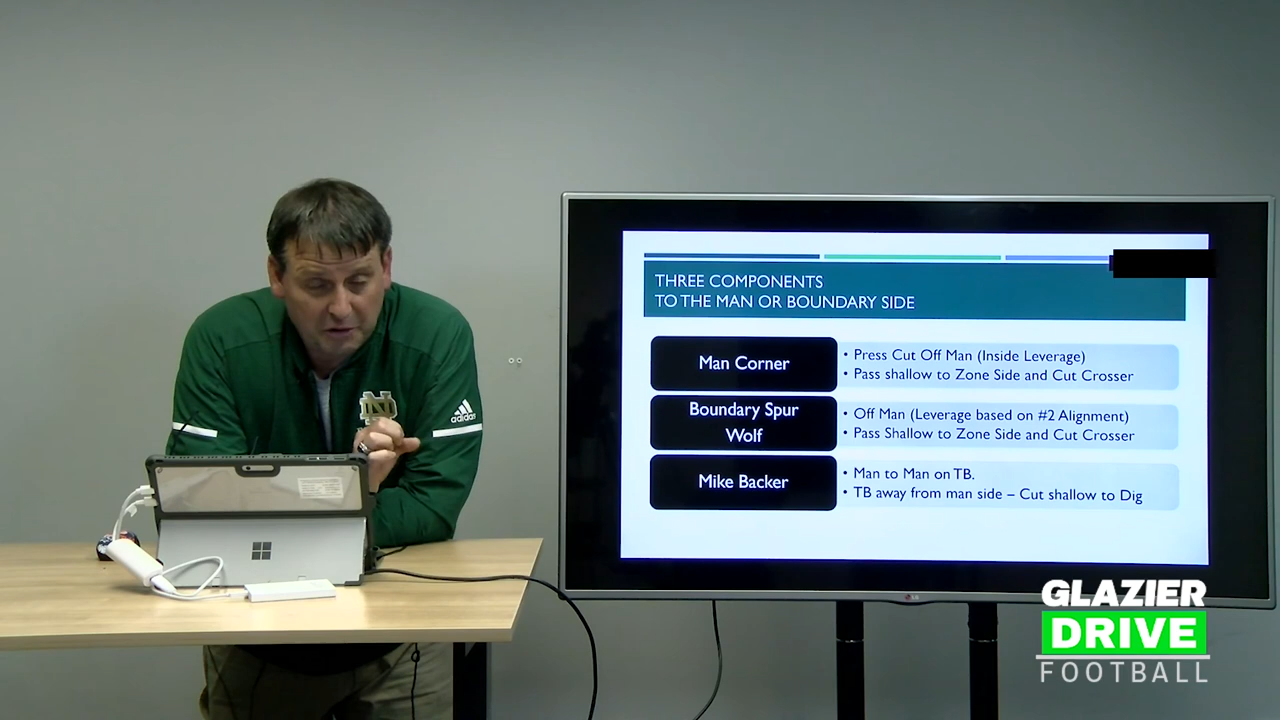 THREE COMPONENTS
TO THE MAN OR BOUNDARY SIDE
Man Corner
• Press Cut Off Man (Inside Leverage)
• Pass shallow to Zone Side and Cut Crosser
Boundary Spur
Wolf
• Off Man (Leverage based on #2 Alignment)
• Pass Shallow to Zone Side and Cut Crosser
Mike Backer
• Man to Man on TB.
• TB away from man side – Cut shallow to Dig
ND
adidas
LG
GLAZIER
DRIVE
FOOTBALL